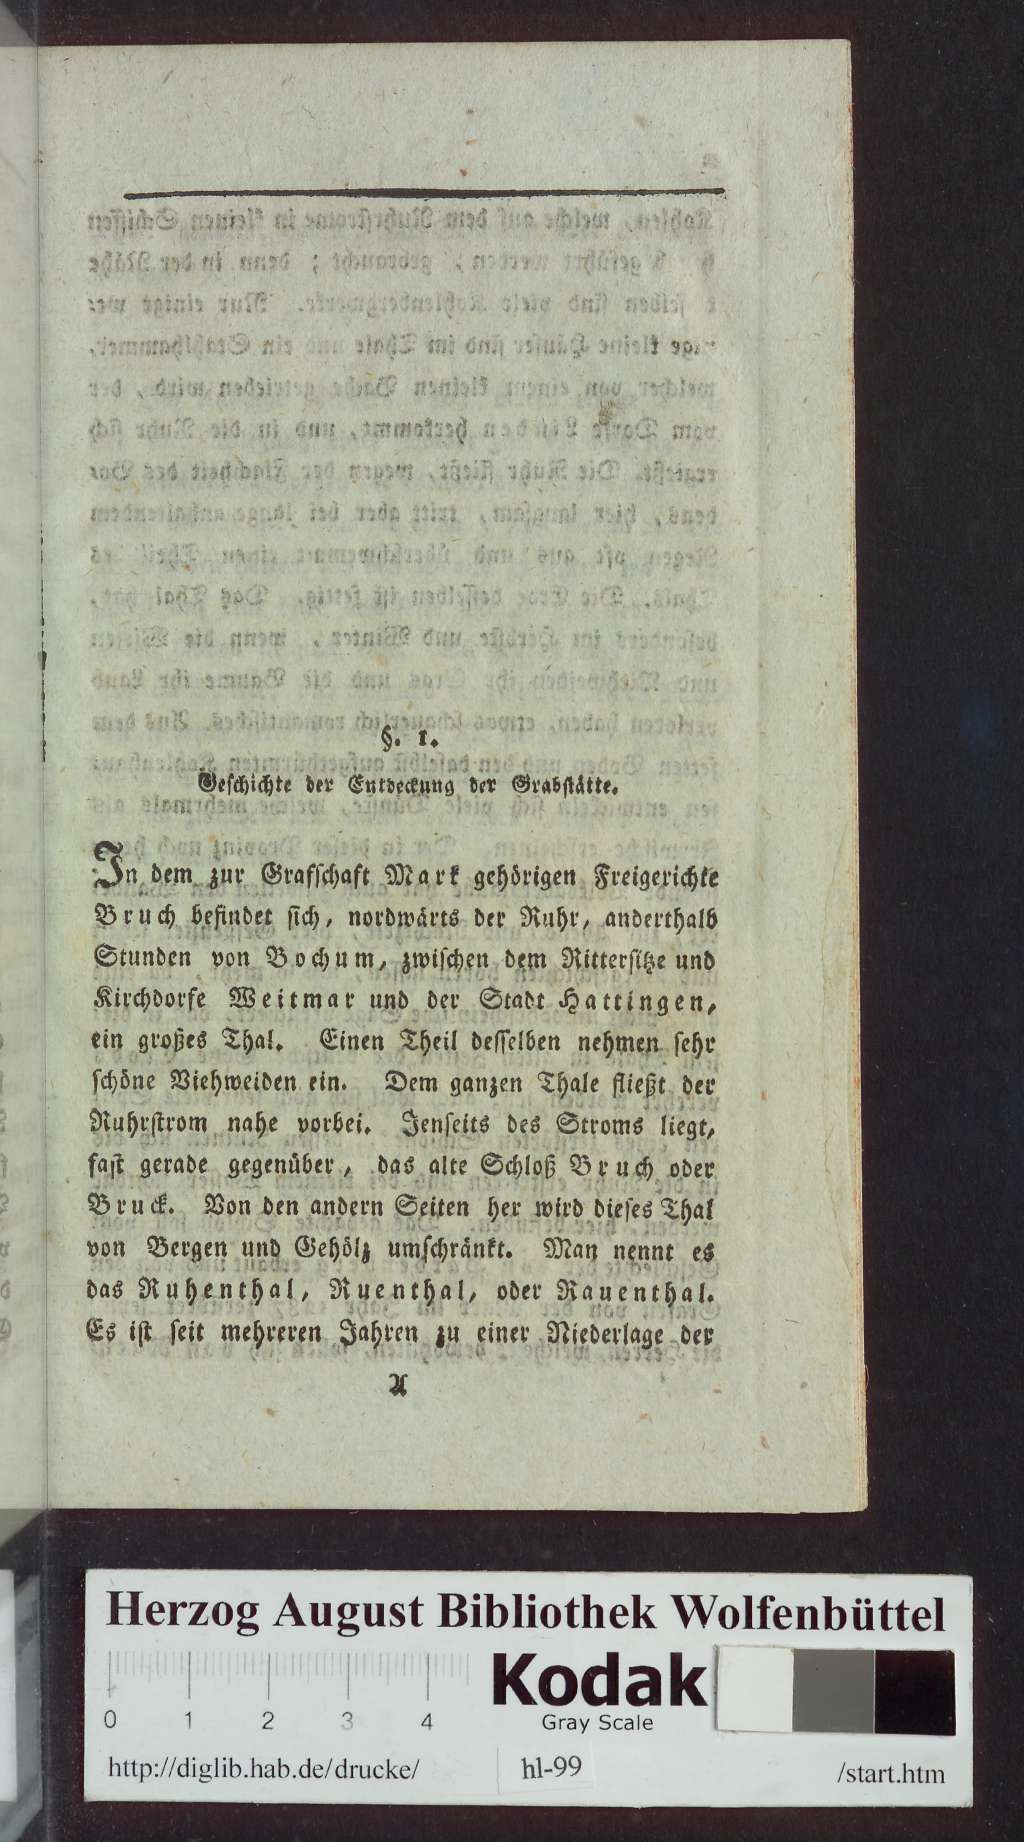 §. 1.
Geschichte der Entdeckung der Grabstätte.
In dem zur Grafschaft Mark gehörigen Freigerichte
Bruch befindet sich, nordwärts der Ruhr, anderthalb
Stunden von Bochum, zwischen dem Rittersitze und
Kirchdorfe Weitmar und der Stadt Hattingen,
ein großes Thal. Einen Theil desselben nehmen sehr
schöne Viehweiden ein. Dem ganzen Thale fließt der
Ruhrstrom nahe vorbei. Jenseits des Stroms liegt,
fast gerade gegenüber, das alte Schloß Bruch oder
Bruck. Von den andern Seiten her wird dieses Thal
von Bergen und Gehölz umschränkt. Man nennt es
das Ruhenthal, Ruenthal, oder Rauenthal.
Es ist seit mehreren Jahren zu einer Niederlage der
A
Herzog August Bibliothek Wolfenbüttel
0 1 2 3 4
Kodak
Gray Scale
http://diglib.hab.de/drucke/ hl-99 /start.htm